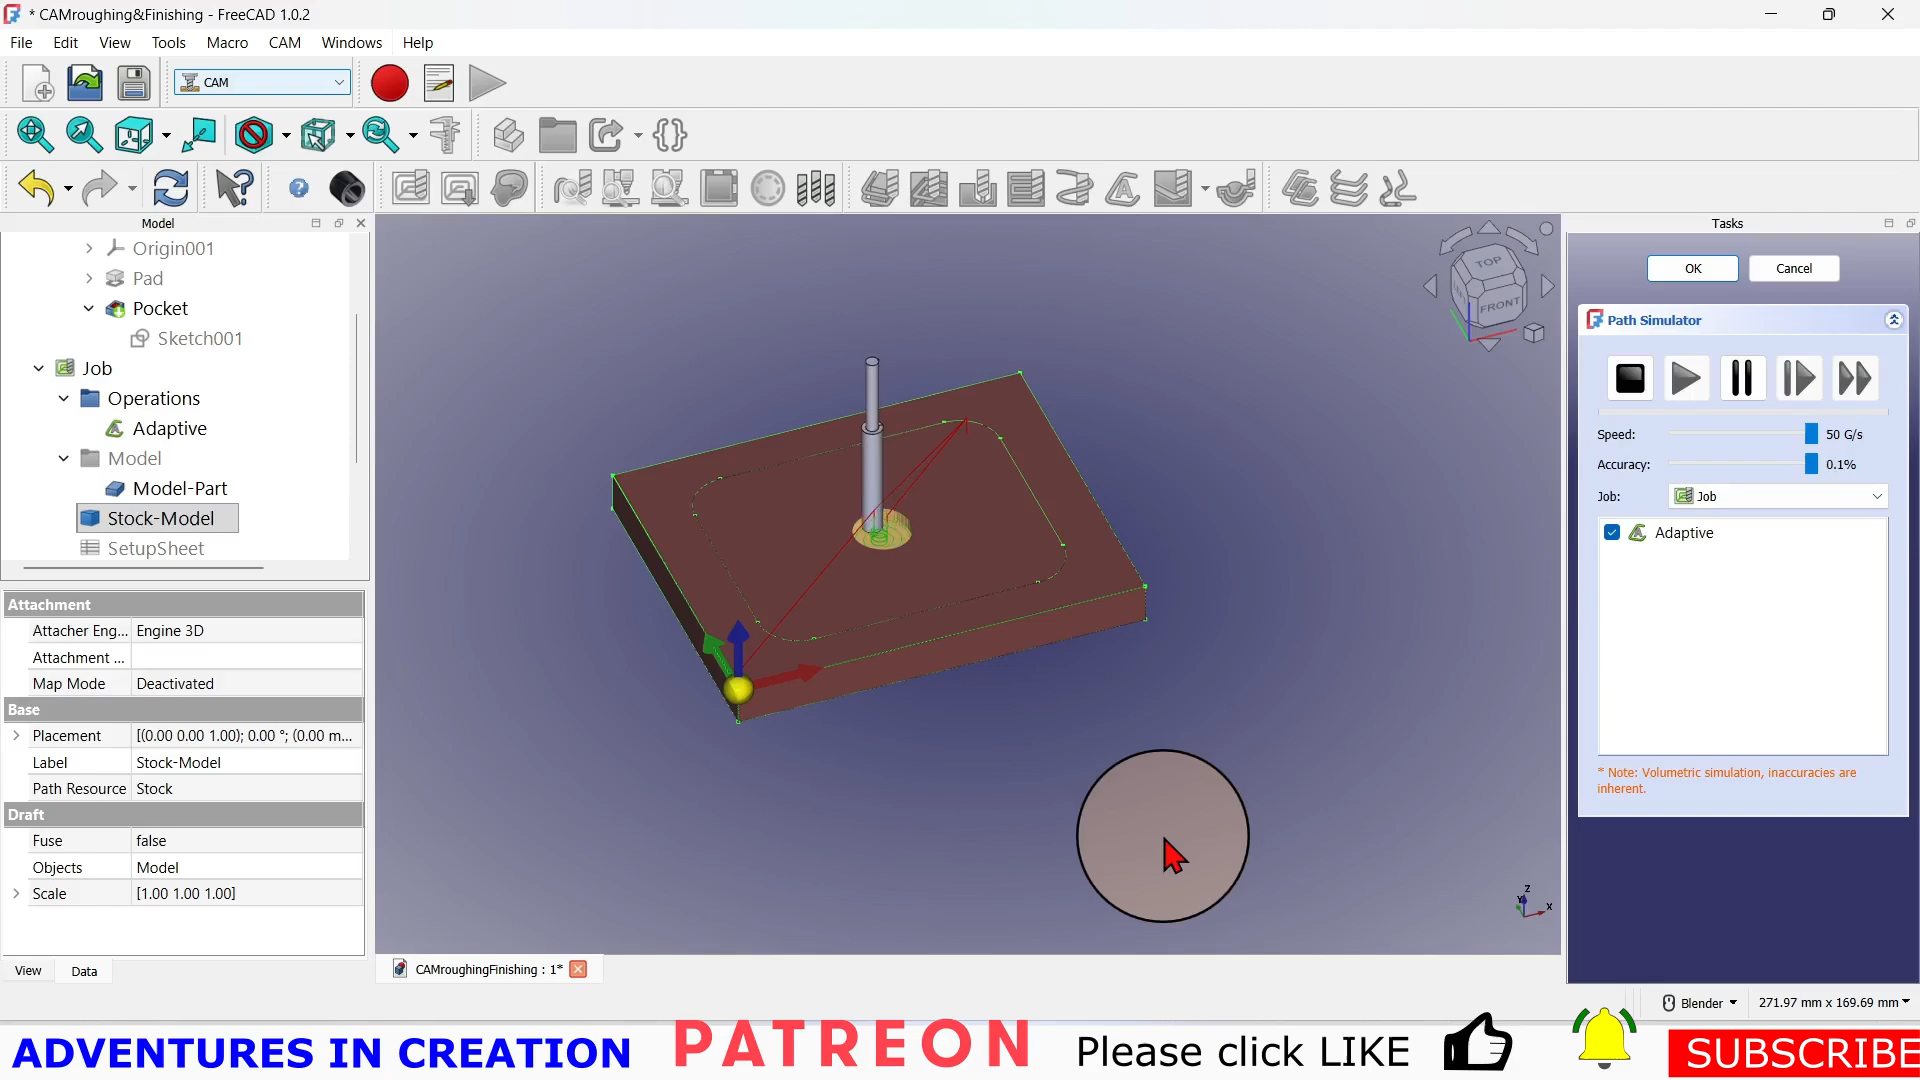 * CAMroughing&Finishing - FreeCAD 1.0.2
File Edit View Tools Macro CAM Windows Help
CAM
Model
Origin001
Pad
Pocket
Sketch001
Job
Operations
Adaptive
Model
Model-Part
Stock-Model
SetupSheet
Attachment
Attacher Eng... Engine 3D
Attachment ...
Map Mode Deactivated
Base
Placement [(0.00 0.00 1.00); 0.00 °; (0.00 m...
Label Stock-Model
Path Resource Stock
Draft
Fuse false
Objects Model
Scale [1.00 1.00 1.00]
View Data
TOP
FRONT
Z
Y
X
CAMroughingFinishing : 1*
Tasks
OK Cancel
Path Simulator
Speed: 50 G/s
Accuracy: 0.1%
Job: Job
Adaptive
* Note: Volumetric simulation, inaccuracies are
inherent.
Blender 271.97 mm x 169.69 mm
ADVENTURES IN CREATION PATREON Please click LIKE SUBSCRIBE